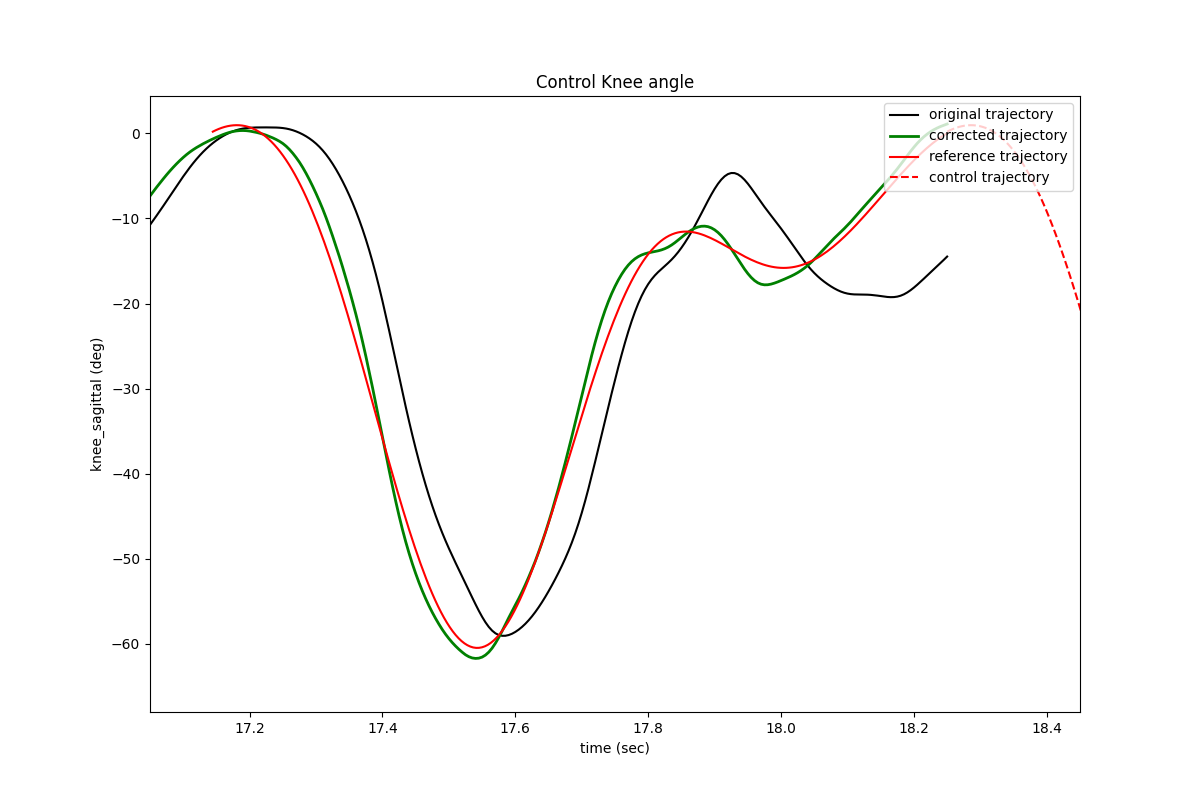 Control Knee angle
original trajectory
corrected trajectory
reference trajectory
control trajectory
knee_sagittal (deg)
0
−10
−20
−30
−40
−50
−60
17.2 17.4 17.6 17.8 18.0 18.2 18.4
time (sec)